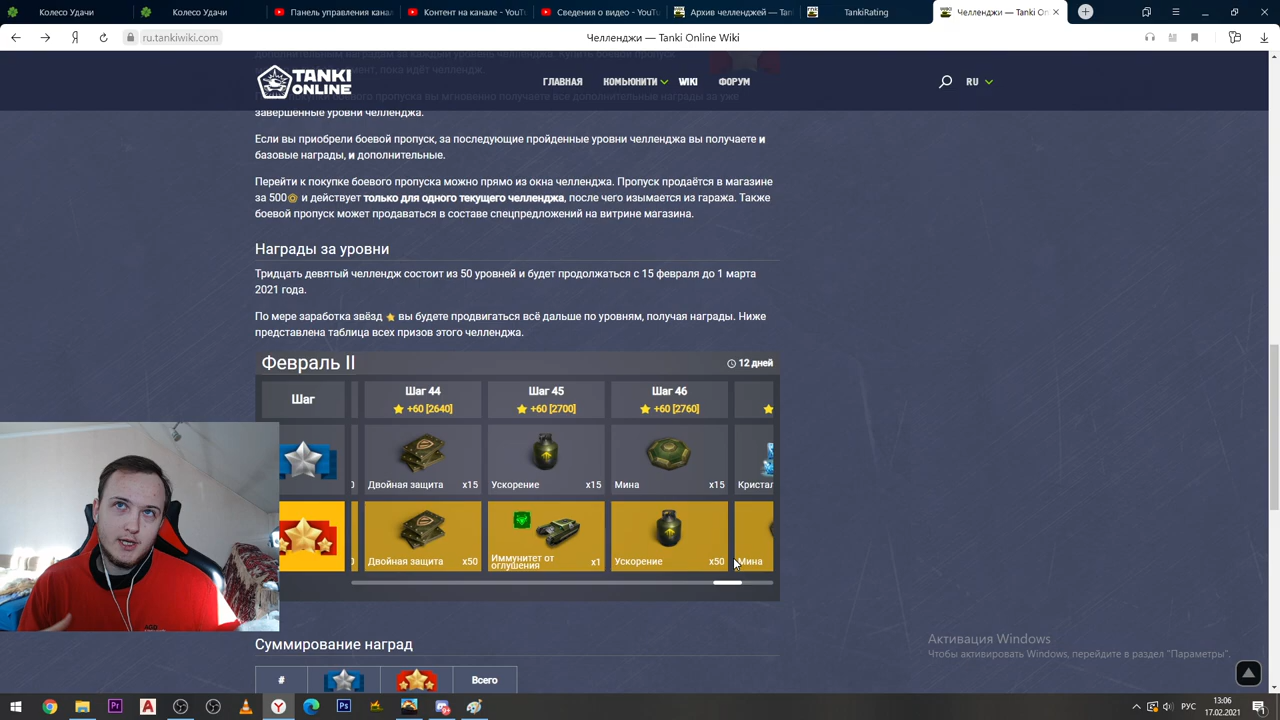 Колесо Удачи
Колесо Удачи
Панель управления кана
Контент на канале - YouTu
Сведения о видео - YouTu
Архив челленджей — Tan
TankiRating
Челленджи — Tanki On
ru.tankiwiki.com
Челленджи — Tanki Online Wiki
TANKI
ONLINE
ГЛАВНАЯ
КОМЬЮНИТИ
WIKI
ФОРУМ
RU
завершенные уровни челленджа.
Если вы приобрели боевой пропуск, за последующие пройденные уровни челленджа вы получаете и
базовые награды, и дополнительные.
Перейти к покупке боевого пропуска можно прямо из окна челленджа. Пропуск продаётся в магазине
за 500 и действует только для одного текущего челленджа, после чего изымается из гаража. Также
боевой пропуск может продаваться в составе спецпредложений на витрине магазина.
Награды за уровни
Тридцать девятый челлендж состоит из 50 уровней и будет продолжаться с 15 февраля до 1 марта
2021 года.
По мере заработка звёзд вы будете продвигаться всё дальше по уровням, получая награды. Ниже
представлена таблица всех призов этого челленджа.
Февраль II
12 дней
Шаг
Шаг 44
+60 [2640]
Шаг 45
+60 [2700]
Шаг 46
+60 [2760]
Двойная защита x15
Ускорение x15
Мина x15
Кристал
Двойная защита x50
Иммунитет от
оглушения x1
Ускорение x50
Мина
Суммирование наград
#
Всего
Активация Windows
Чтобы активировать Windows, перейдите в раздел "Параметры".
РУС
13:06
17.02.2021